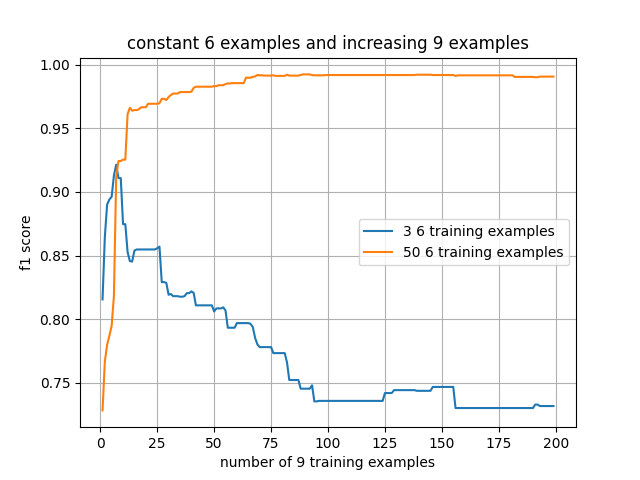 constant 6 examples and increasing 9 examples
1.00
0.95
0.90
0.85
0.80
0.75
f1 score
3 6 training examples
50 6 training examples
0 25 50 75 100 125 150 175 200
number of 9 training examples